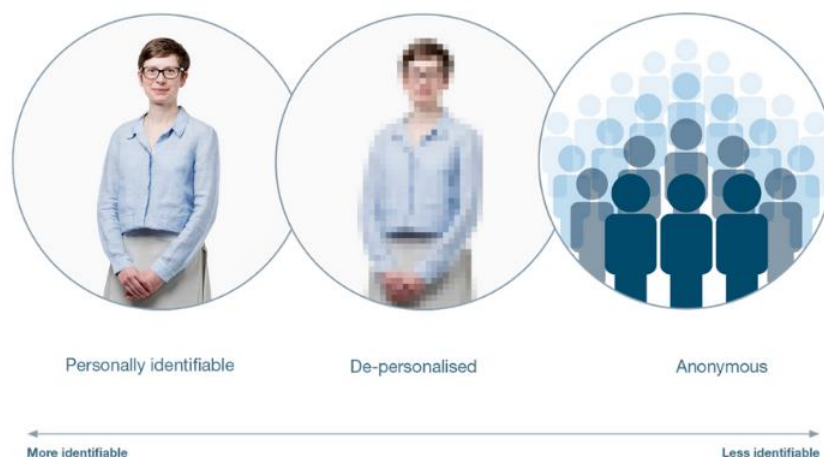 Personally identifiable
De-personalised
Anonymous
More identifiable
Less identifiable